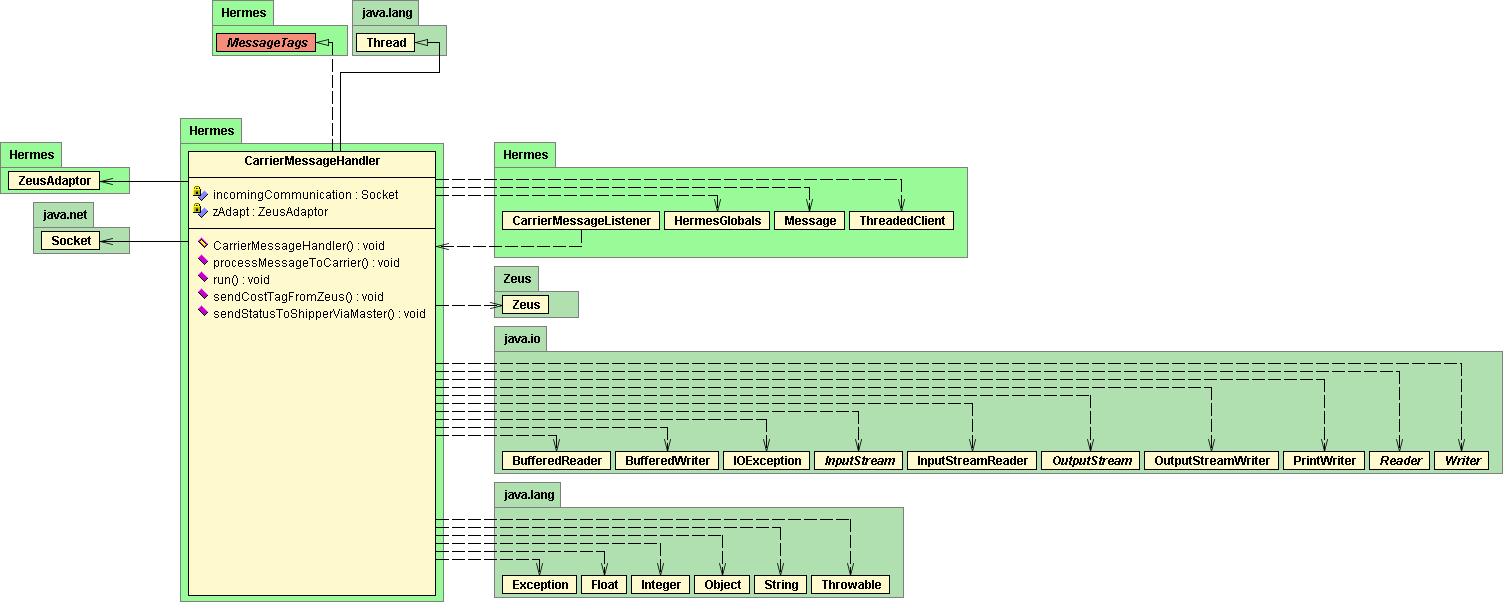 Hermes
MessageTags
java.lang
Thread
Hermes
ZeusAdaptor
java.net
Socket
Hermes
CarrierMessageHandler
incomingCommunication : Socket
zAdapt : ZeusAdaptor
CarrierMessageHandler() : void
processMessageToCarrier() : void
run() : void
sendCostTagFromZeus() : void
sendStatusToShipperViaMaster() : void
Hermes
CarrierMessageListener
HermesGlobals
Message
ThreadedClient
Zeus
Zeus
java.io
BufferedReader
BufferedWriter
IOException
InputStream
InputStreamReader
OutputStream
OutputStreamWriter
PrintWriter
Reader
Writer
java.lang
Exception
Float
Integer
Object
String
Throwable